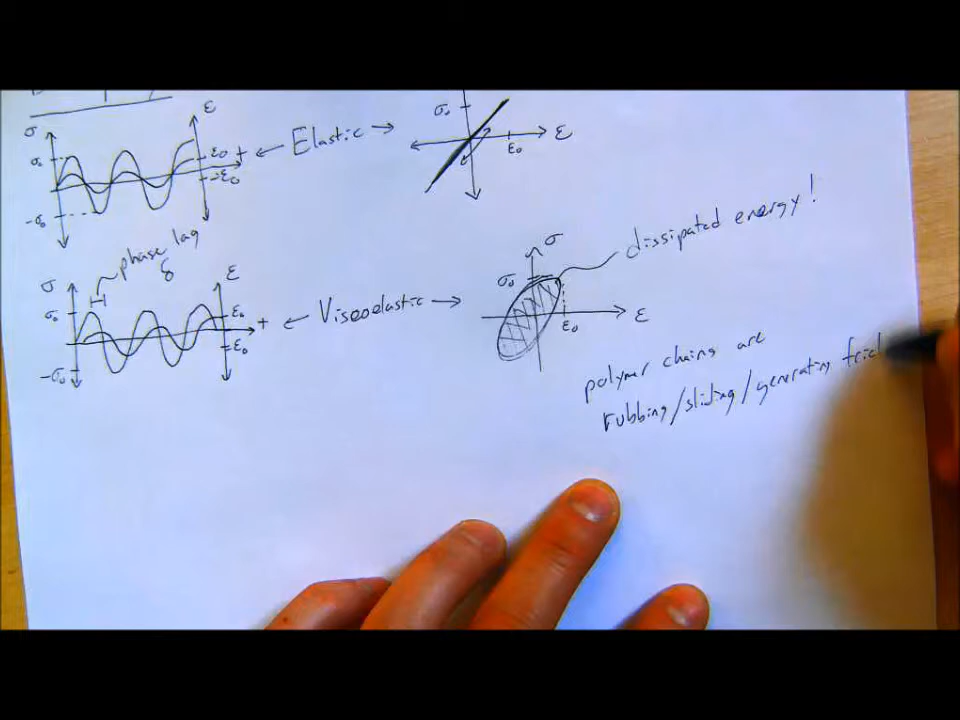 σ
ε
σ₀
ε₀
-ε₀
t
-σ₀
Elastic
σ₀
ε
ε₀
phase lag
δ
σ
ε
σ₀
ε₀
-ε₀
t
-σ₀
Viscoelastic
σ
σ₀
ε
ε₀
dissipated energy!
polymer chains are
rubbing/sliding/generating frict